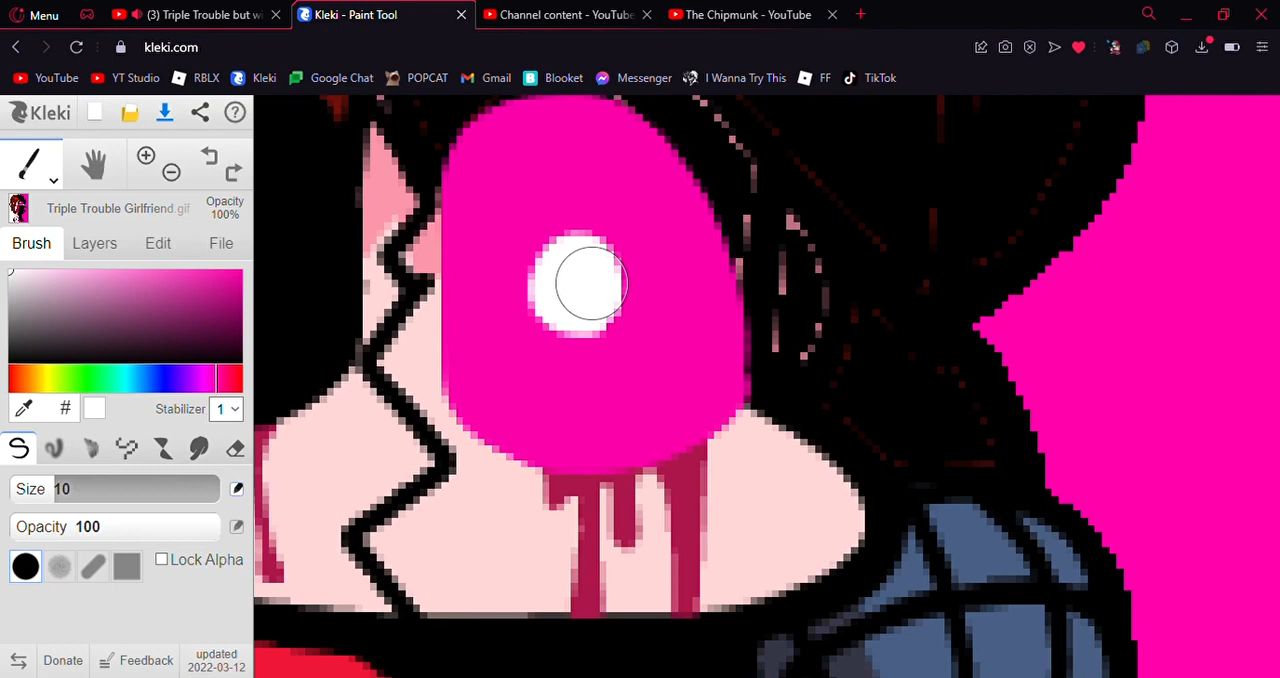 Menu
(3) Triple Trouble but wi
Kleki - Paint Tool
Channel content - YouTube
The Chipmunk - YouTube
kleki.com
YouTube
YT Studio
RBLX
Kleki
Google Chat
POPCAT
Gmail
Blooket
Messenger
I Wanna Try This
FF
TikTok
Kleki
Triple Trouble Girlfriend.gif
Opacity
100%
Brush
Layers
Edit
File
#
Stabilizer
1
Size 10
Opacity 100
Lock Alpha
Donate
Feedback
updated
2022-03-12